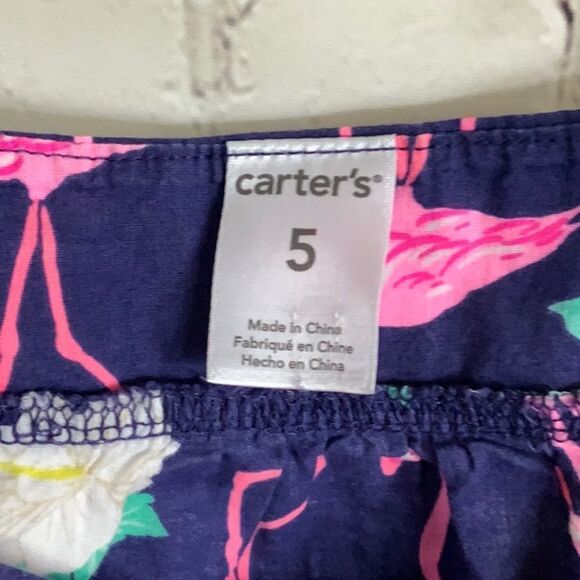 carter's®
5
Made in China
Fabriqué en Chine
Hecho en China